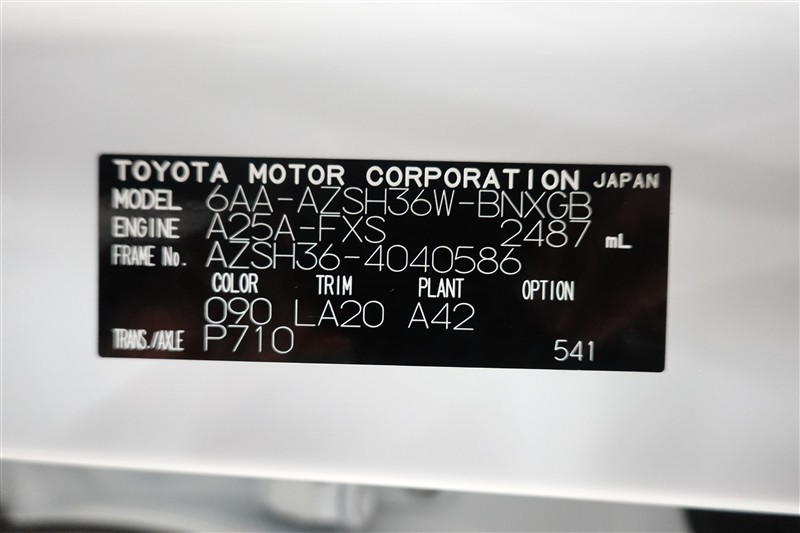 TOYOTA MOTOR CORPORATION JAPAN
MODEL 6AA-AZSH36W-BNXGB
ENGINE A25A-FXS 2487 mL
FRAME No. AZSH36-4040586
COLOR TRIM PLANT OPTION
090 LA20 A42
TRANS./AXLE P710 541